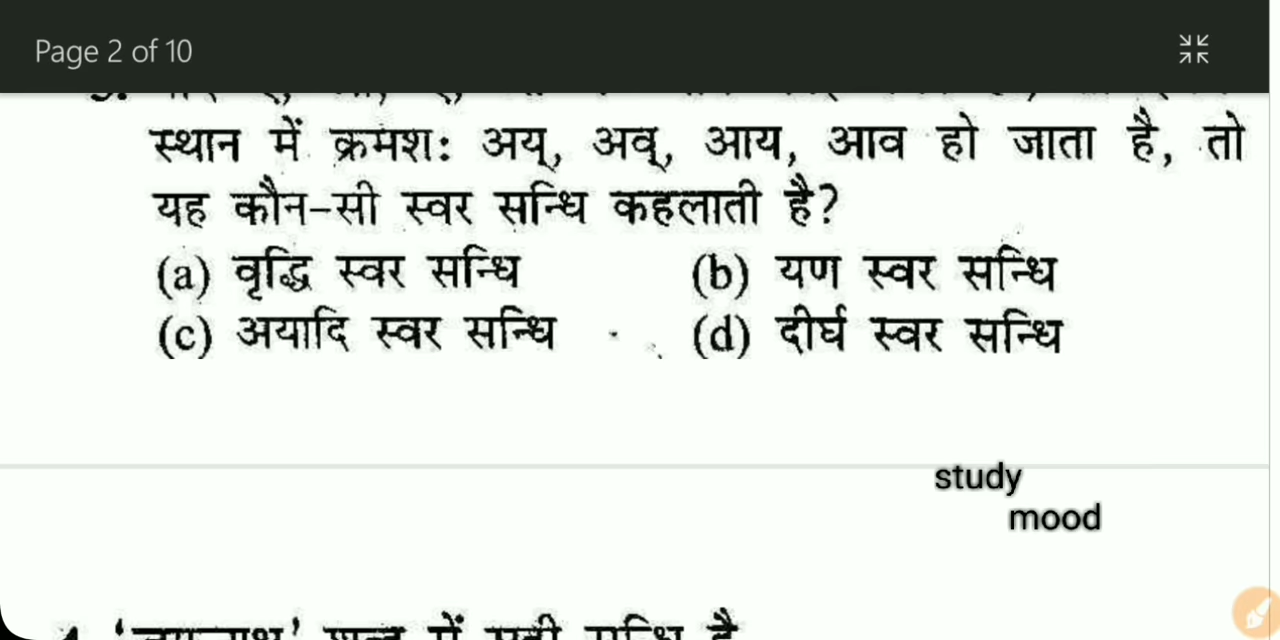 Page 2 of 10
स्थान में क्रमशः अय्, अव्, आय, आव हो जाता है, तो
यह कौन-सी स्वर सन्धि कहलाती है?
(a) वृद्धि स्वर सन्धि (b) यण स्वर सन्धि
(c) अयादि स्वर सन्धि (d) दीर्घ स्वर सन्धि
study
mood